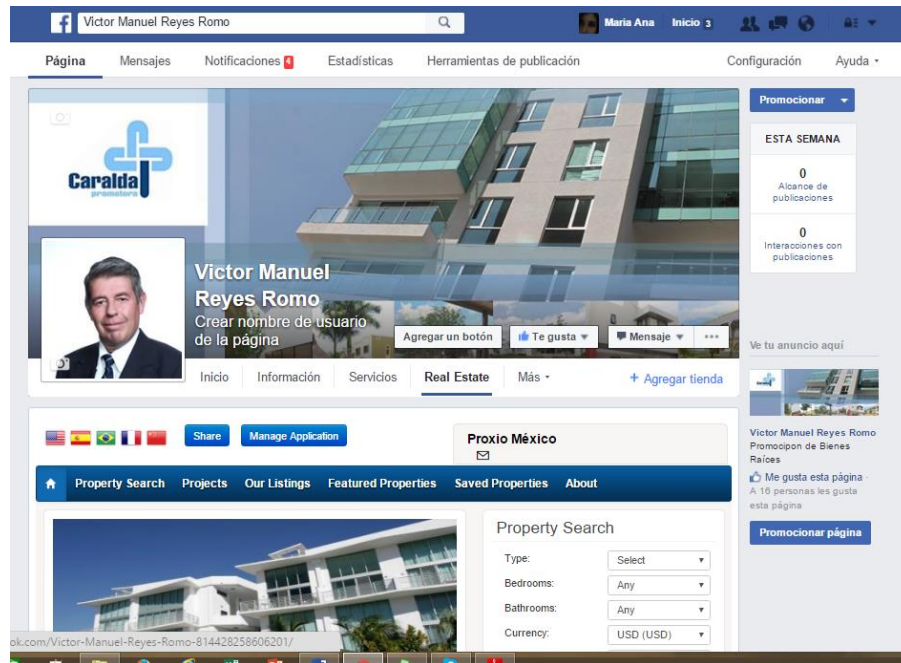 Victor Manuel Reyes Romo
Maria Ana
Inicio 3
Página
Mensajes
Notificaciones 4
Estadísticas
Herramientas de publicación
Configuración
Ayuda
Caralda
promotora
Victor Manuel
Reyes Romo
Crear nombre de usuario
de la página
Agregar un botón
Te gusta
Mensaje
Inicio
Información
Servicios
Real Estate
Más
+ Agregar tienda
Promocionar
ESTA SEMANA
0
Alcance de
publicaciones
0
Interacciones con
publicaciones
Ve tu anuncio aquí
Victor Manuel Reyes Romo
Promocipon de Bienes
Raíces
Me gusta esta página ·
A 16 personas les gusta
esta página
Promocionar página
Share
Manage Application
Proxio México
Property Search
Projects
Our Listings
Featured Properties
Saved Properties
About
Property Search
Type:
Select
Bedrooms:
Any
Bathrooms:
Any
Currency:
USD (USD)
ok.com/Victor-Manuel-Reyes-Romo-814428258606201/